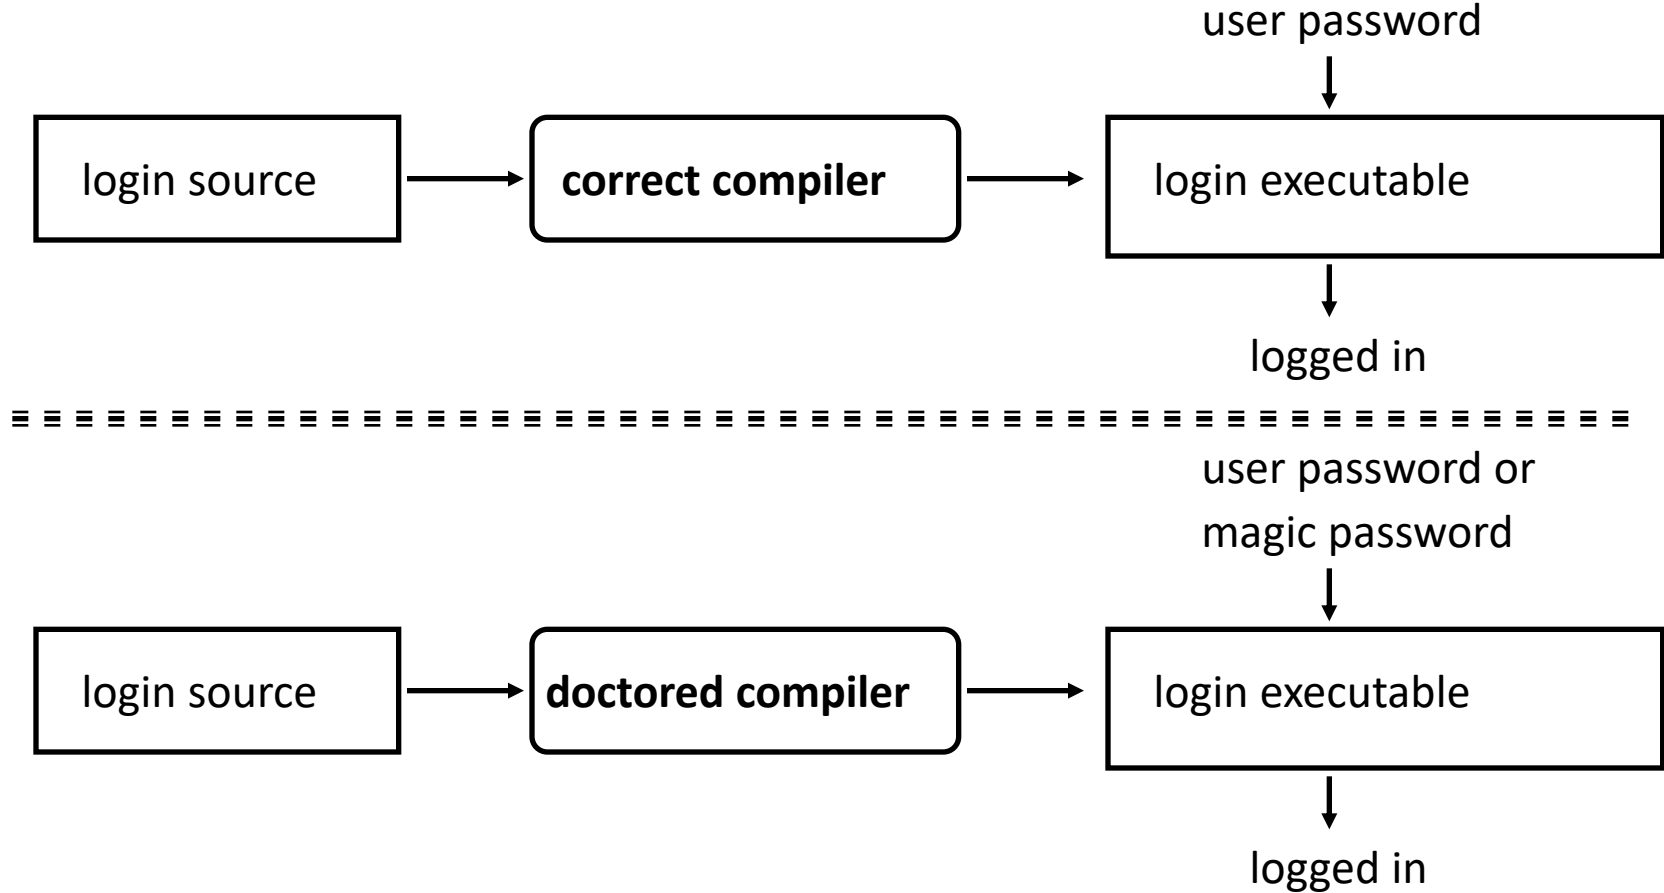 user password
login source
correct compiler
login executable
logged in
user password or
magic password
login source
doctored compiler
login executable
logged in